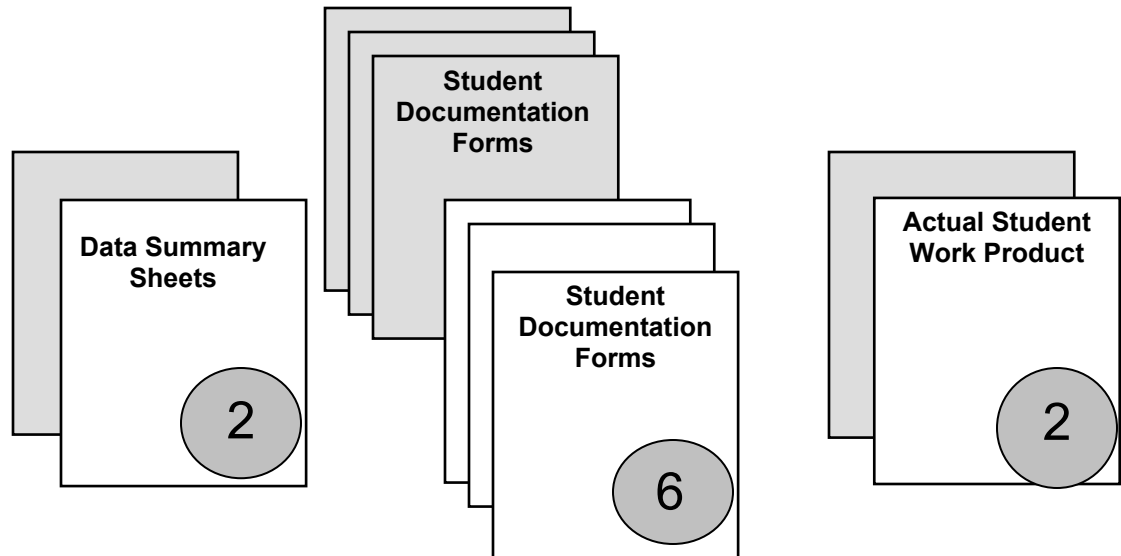 Student
Documentation
Forms
Data Summary
Sheets
2
Student
Documentation
Forms
6
Actual Student
Work Product
2